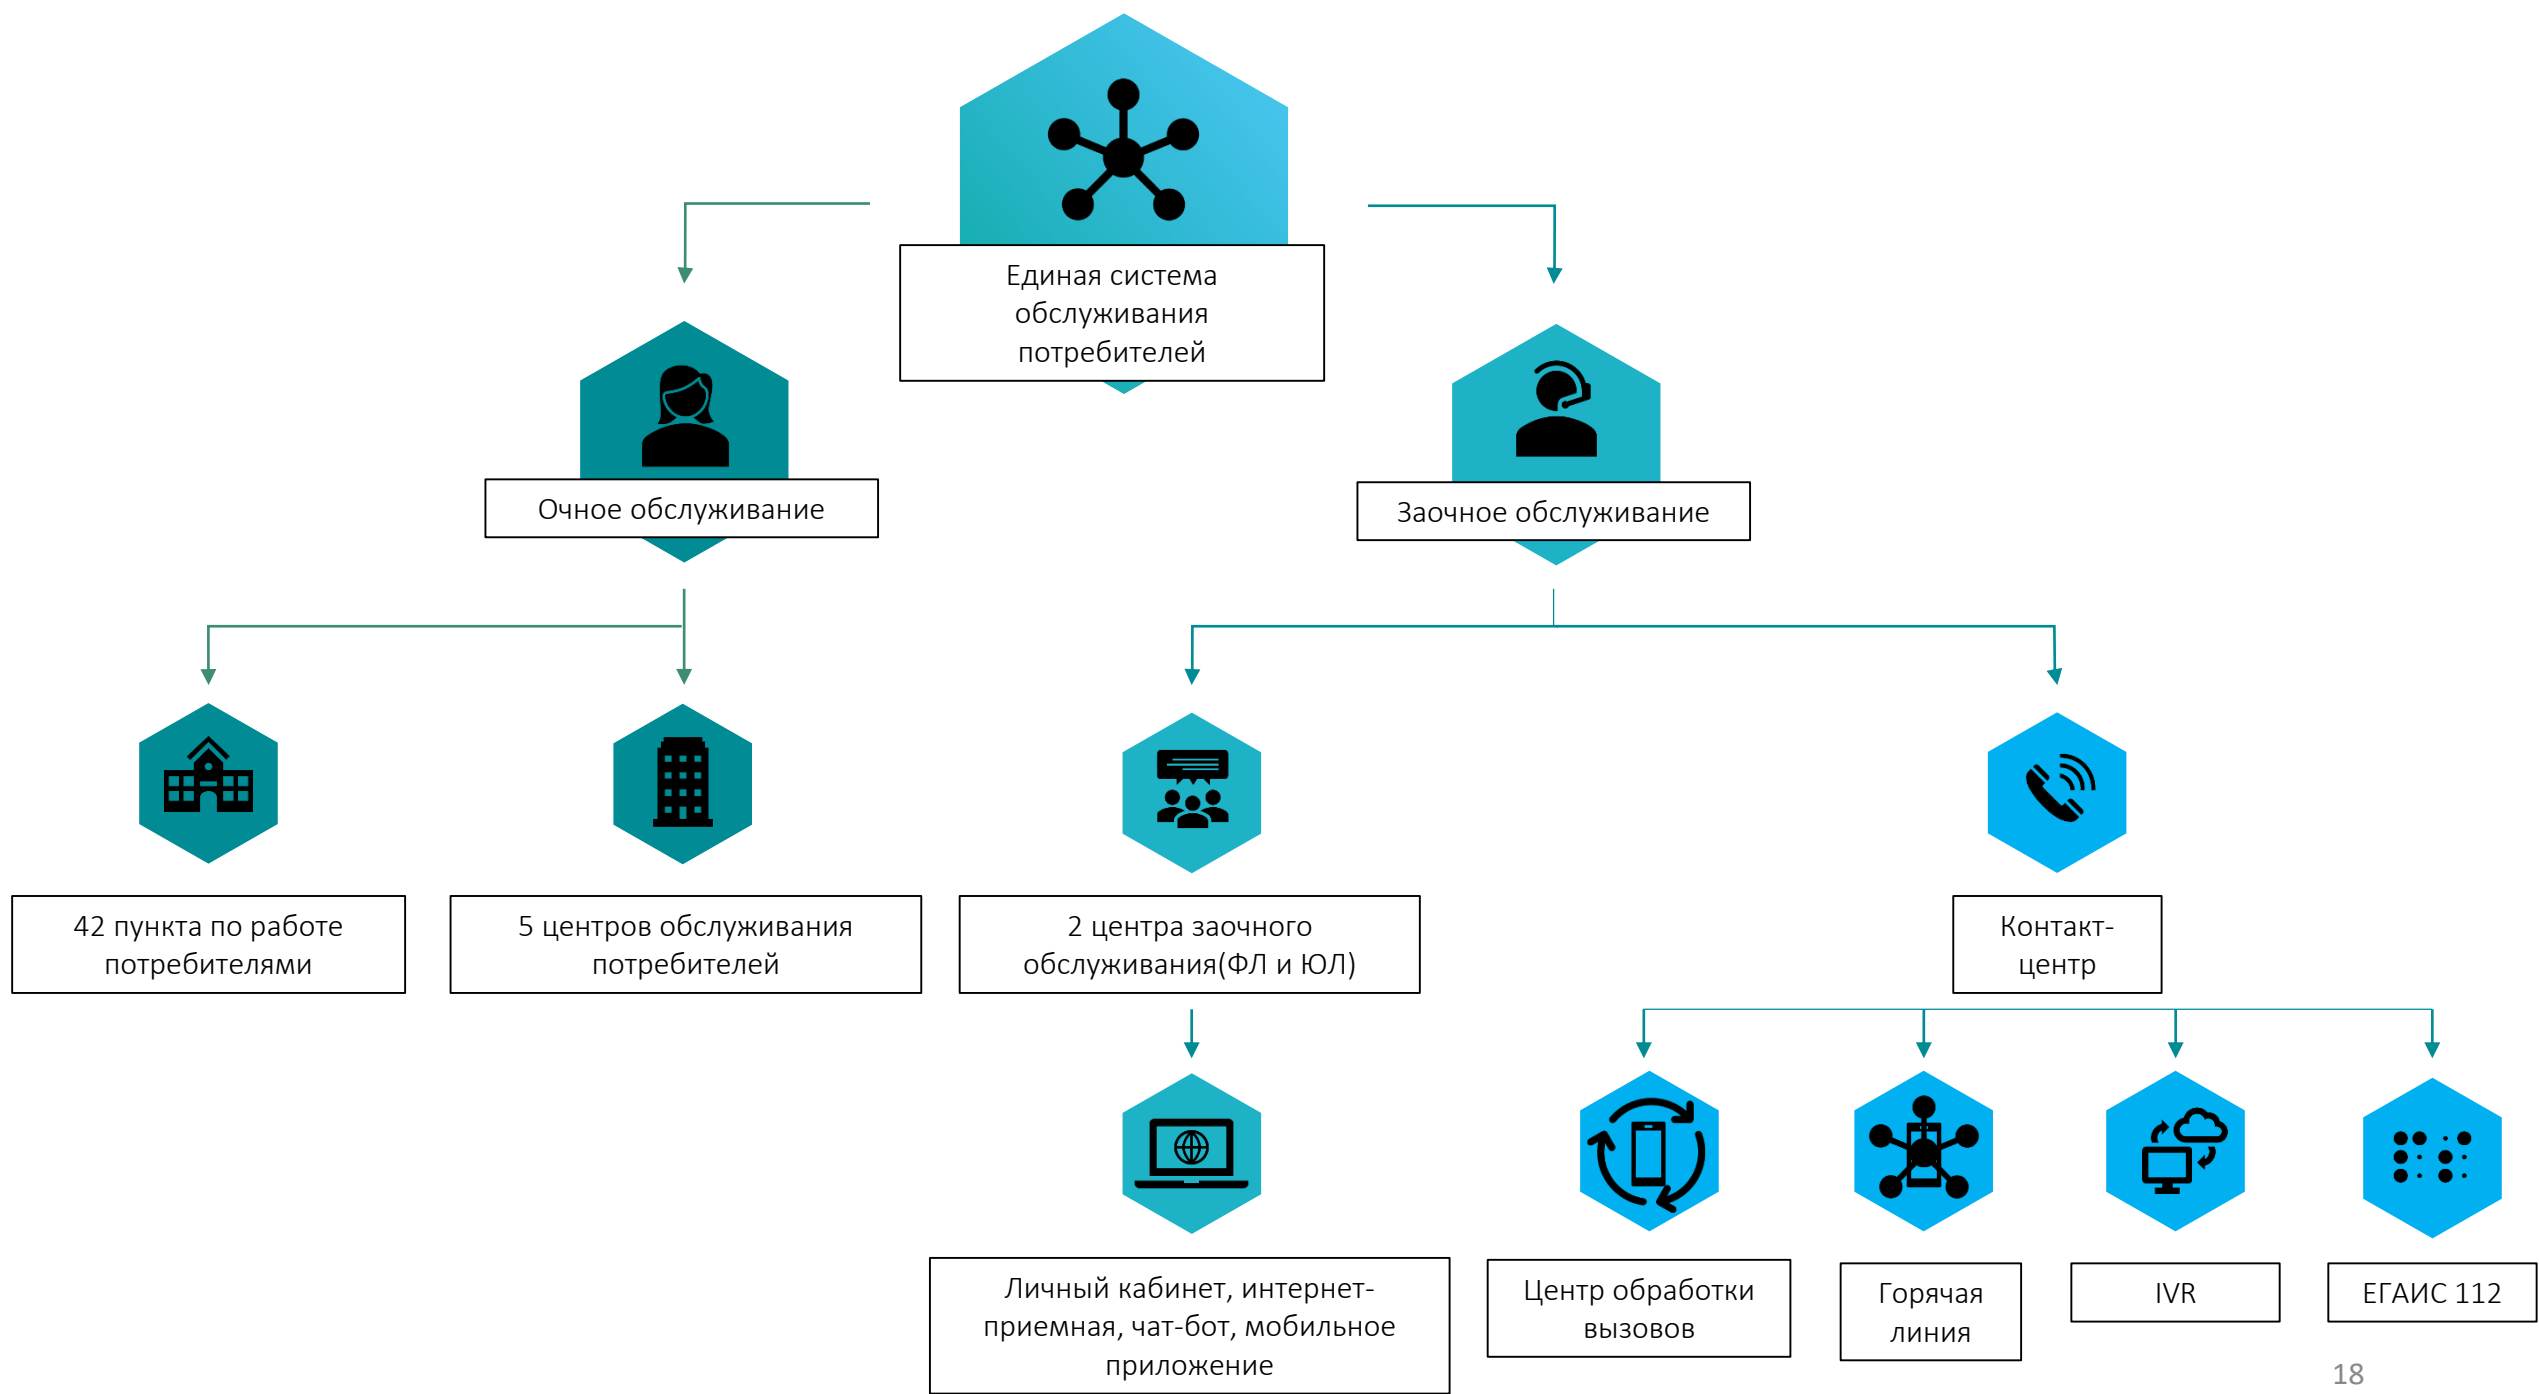 Единая система
обслуживания
потребителей
Очное обслуживание
Заочное обслуживание
42 пункта по работе
потребителями
5 центров обслуживания
потребителей
2 центра заочного
обслуживания(ФЛ и ЮЛ)
Контакт-
центр
Личный кабинет, интернет-
приемная, чат-бот, мобильное
приложение
Центр обработки
вызовов
Горячая
линия
IVR
ЕГАИС 112
18